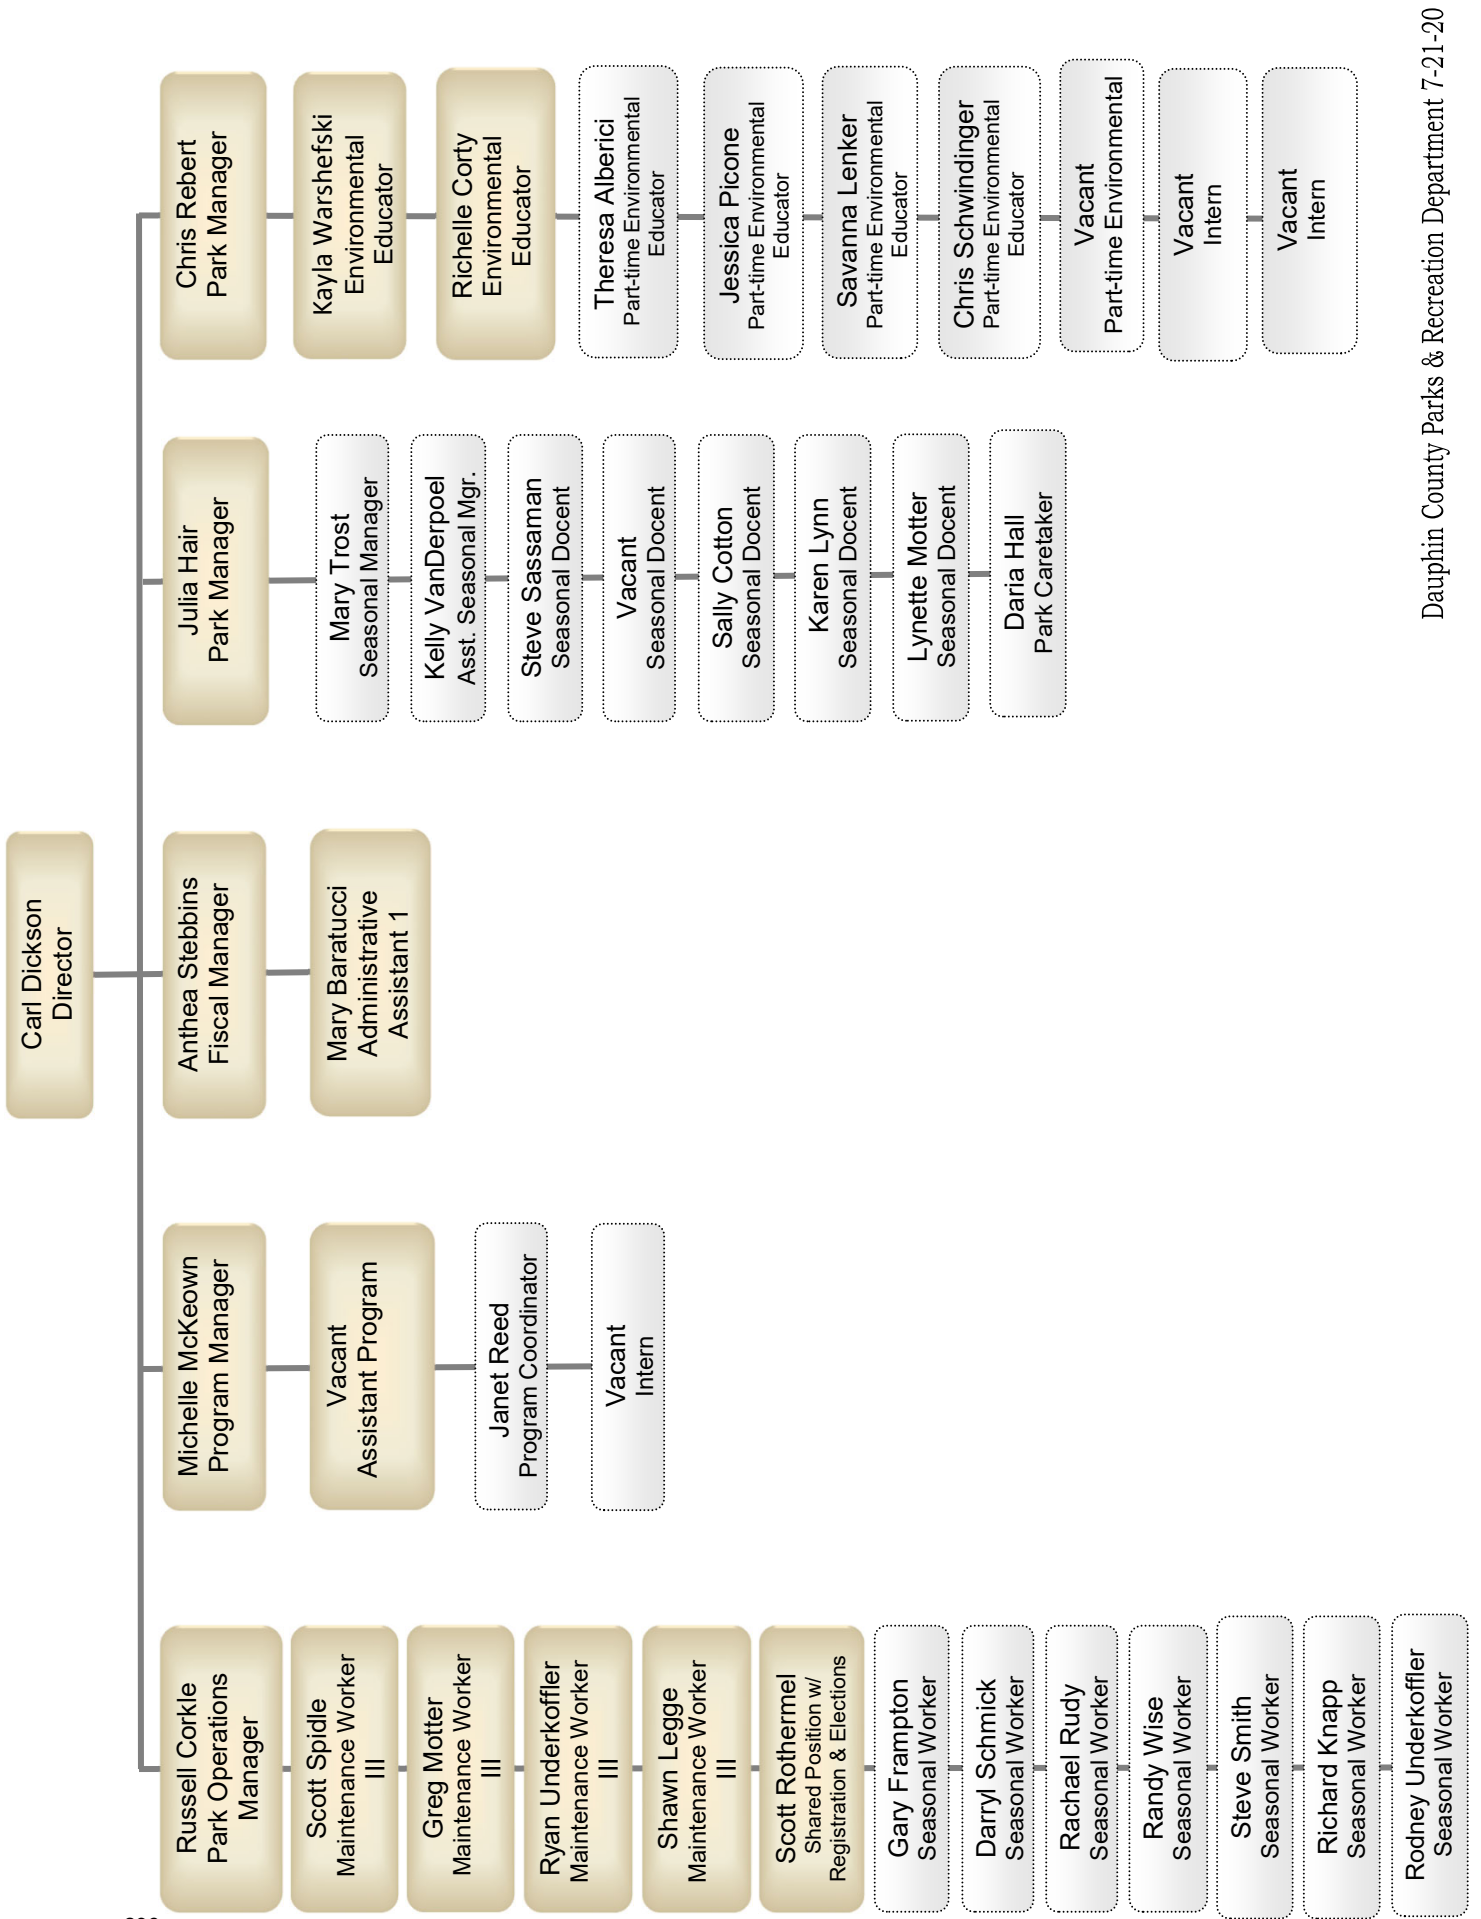 Carl Dickson
Director
Russell Corkle
Park Operations
Manager
Scott Spidle
Maintenance Worker
III
Greg Motter
Maintenance Worker
III
Ryan Underkoffler
Maintenance Worker
III
Shawn Legge
Maintenance Worker
III
Scott Rothermel
Shared Position w/
Registration & Elections
Gary Frampton
Seasonal Worker
Darryl Schmick
Seasonal Worker
Rachael Rudy
Seasonal Worker
Randy Wise
Seasonal Worker
Steve Smith
Seasonal Worker
Richard Knapp
Seasonal Worker
Rodney Underkoffler
Seasonal Worker
Michelle McKeown
Program Manager
Vacant
Assistant Program
Janet Reed
Program Coordinator
Vacant
Intern
Anthea Stebbins
Fiscal Manager
Mary Baratucci
Administrative
Assistant 1
Julia Hair
Park Manager
Mary Trost
Seasonal Manager
Kelly VanDerpoel
Asst. Seasonal Mgr.
Steve Sassaman
Seasonal Docent
Vacant
Seasonal Docent
Sally Cotton
Seasonal Docent
Karen Lynn
Seasonal Docent
Lynette Motter
Seasonal Docent
Daria Hall
Park Caretaker
Chris Rebert
Park Manager
Kayla Warshefski
Environmental
Educator
Richelle Corty
Environmental
Educator
Theresa Alberici
Part-time Environmental
Educator
Jessica Picone
Part-time Environmental
Educator
Savanna Lenker
Part-time Environmental
Educator
Chris Schwindinger
Part-time Environmental
Educator
Vacant
Part-time Environmental
Vacant
Intern
Vacant
Intern
Dauphin County Parks & Recreation Department 7-21-20